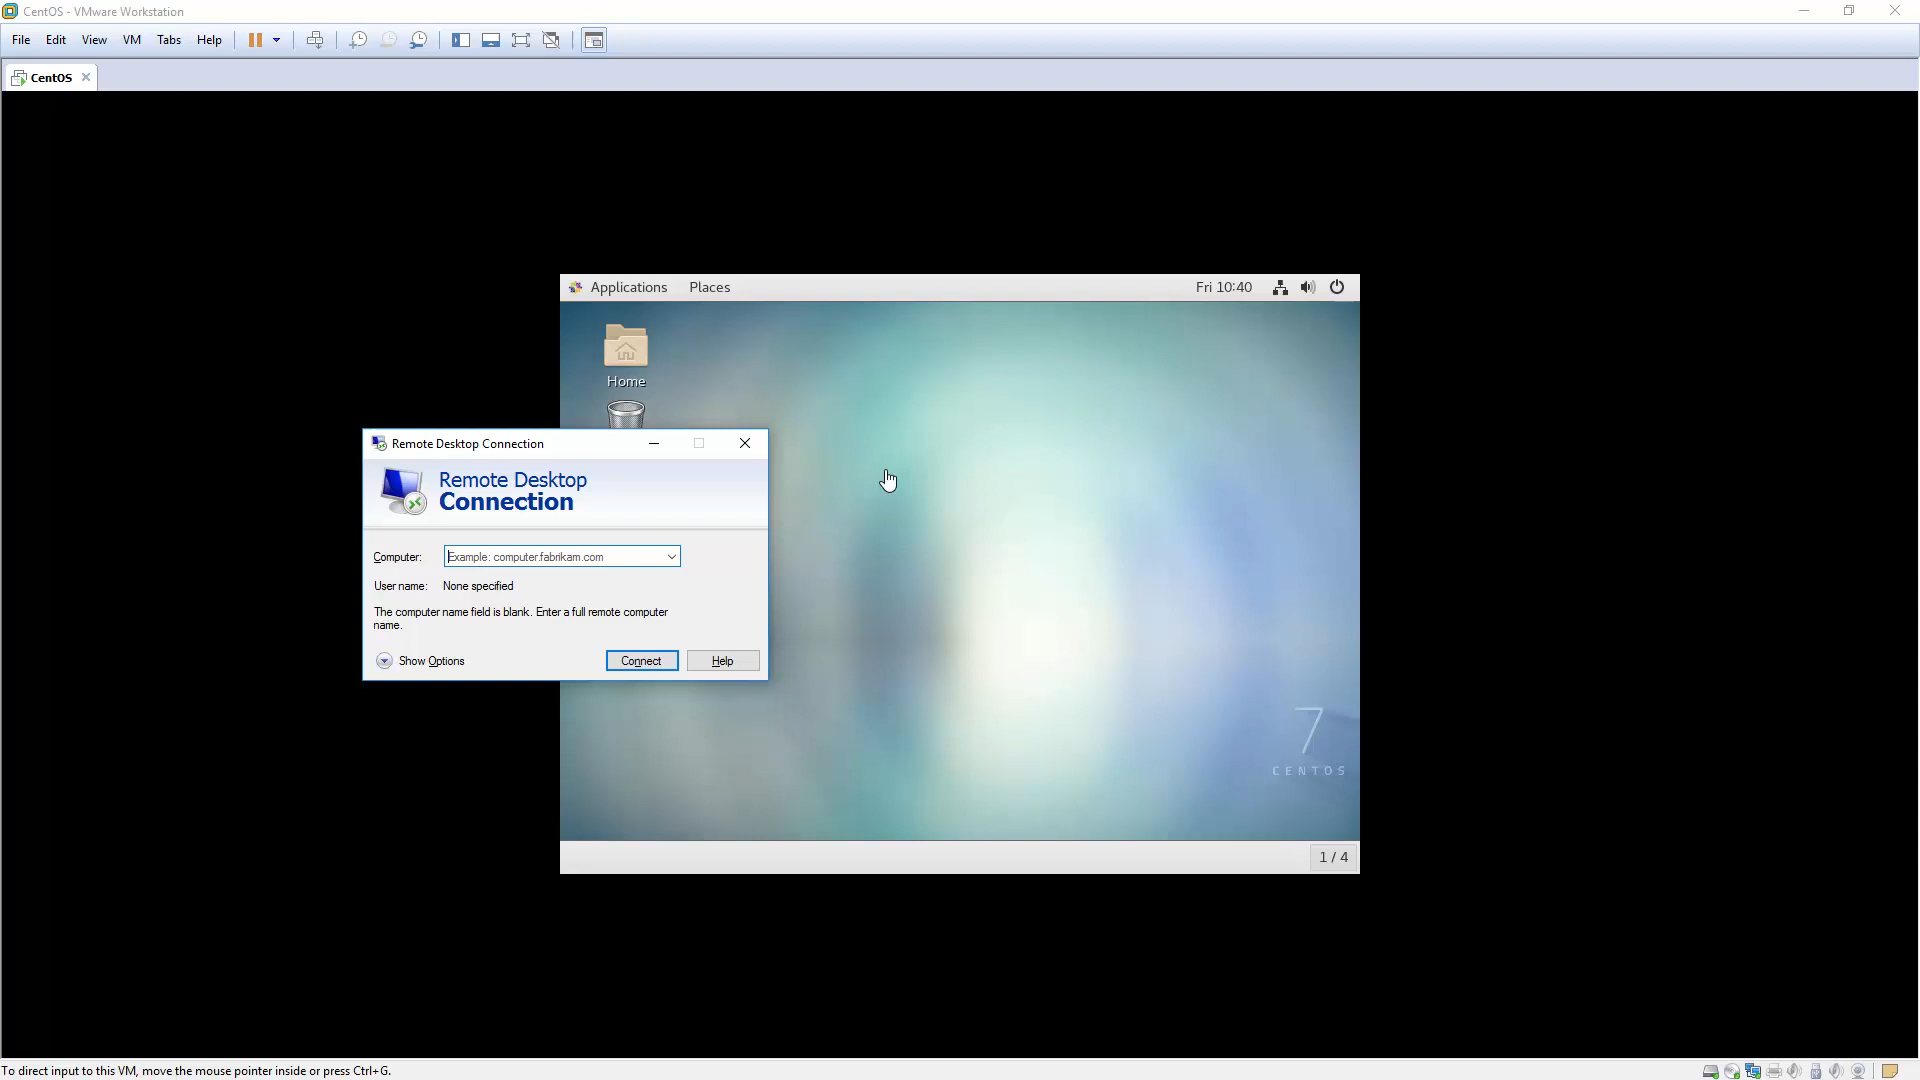 CentOS - VMware Workstation
File Edit View VM Tabs Help
CentOS
Applications Places Fri 10:40
Home
Remote Desktop Connection
Remote Desktop
Connection
Computer: Example: computer.fabrikam.com
User name: None specified
The computer name field is blank. Enter a full remote computer
name.
Show Options Connect Help
7
CENTOS
1 / 4
To direct input to this VM, move the mouse pointer inside or press Ctrl+G.